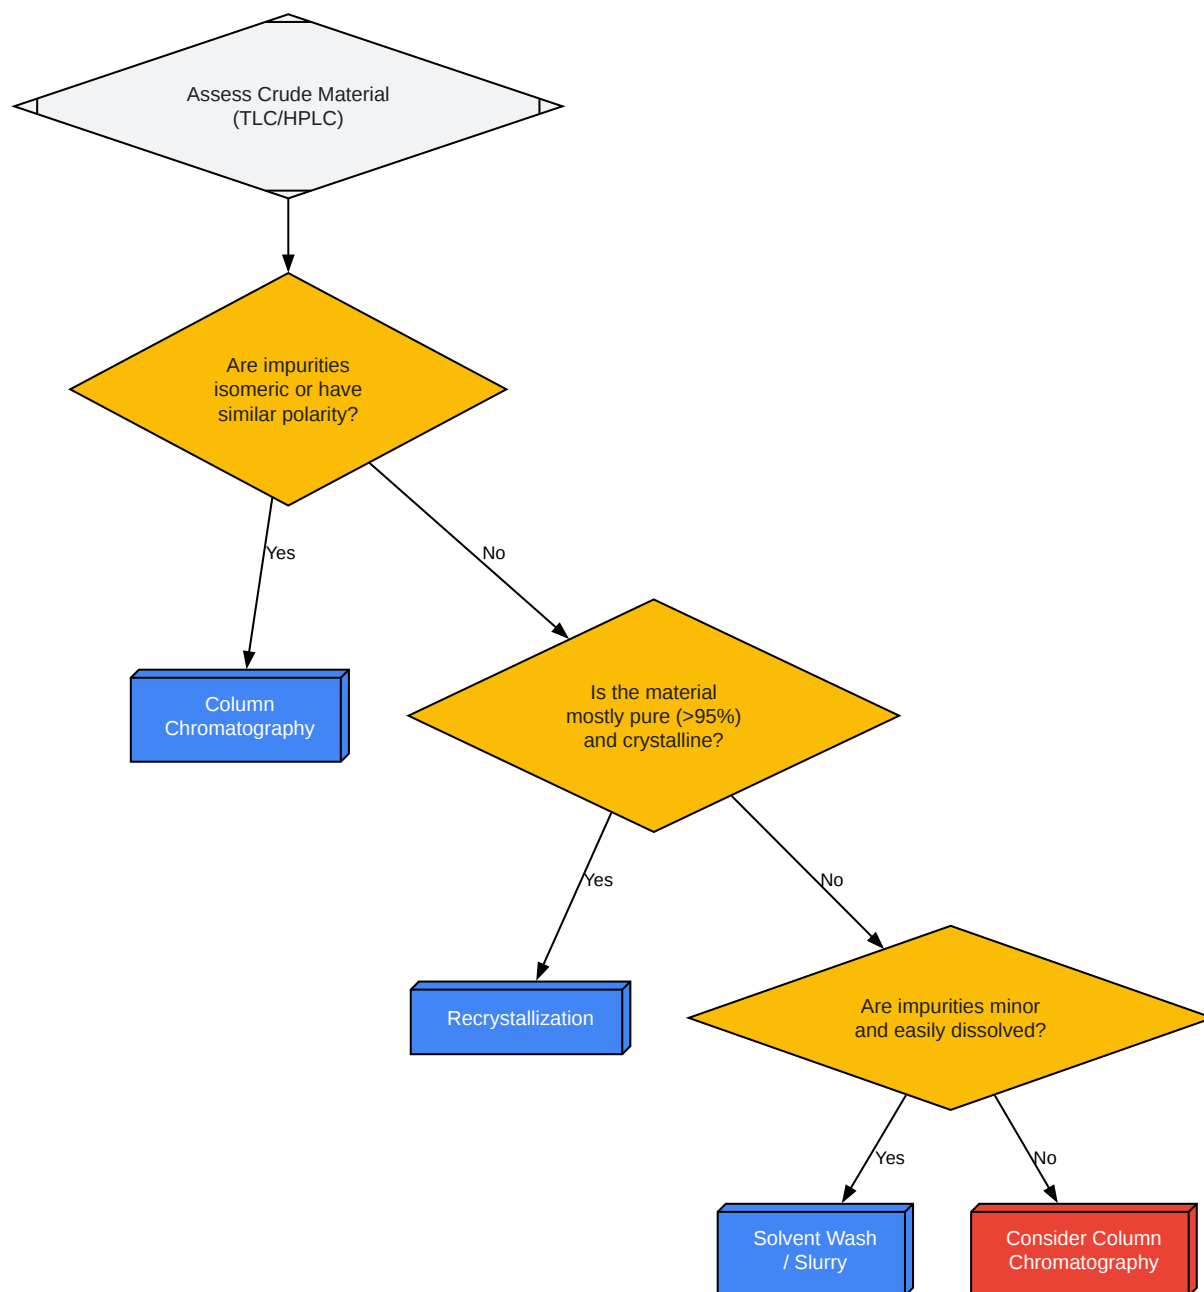 Assess Crude Material
(TLC/HPLC)
Are impurities
isomeric or have
similar polarity?
Yes
No
Column
Chromatography
Is the material
mostly pure (>95%)
and crystalline?
Yes
No
Recrystallization
Are impurities minor
and easily dissolved?
Yes
No
Solvent Wash
/ Slurry
Consider Column
Chromatography